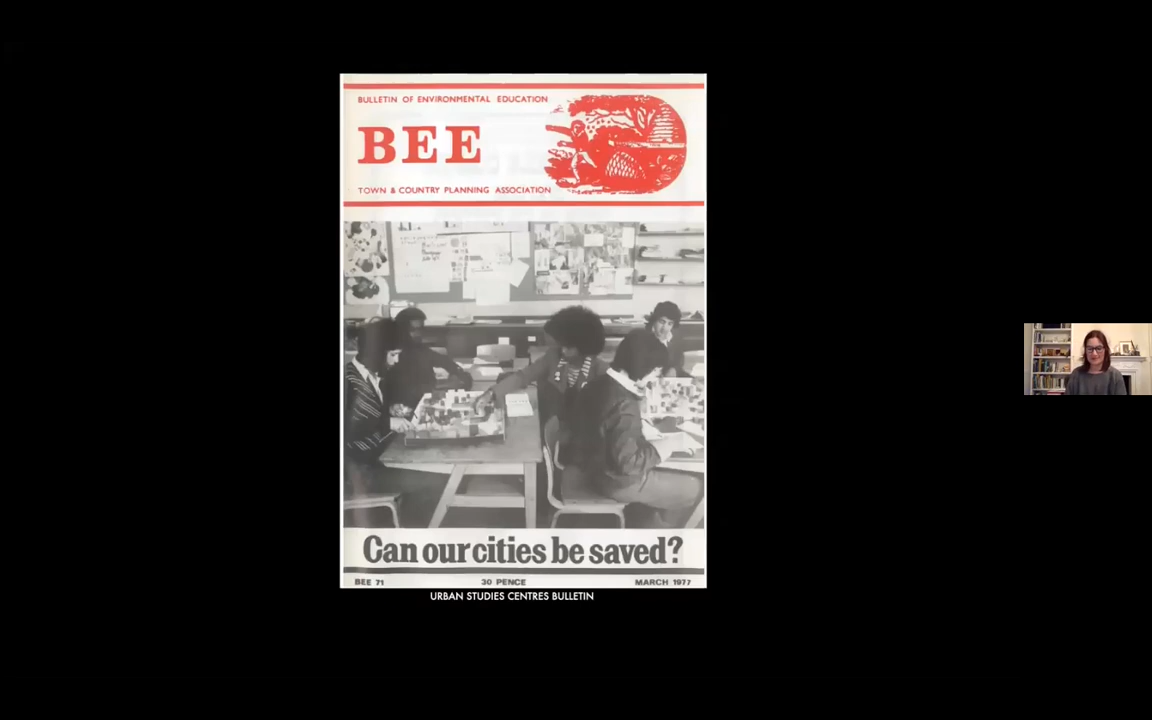 BULLETIN OF ENVIRONMENTAL EDUCATION
BEE
TOWN & COUNTRY PLANNING ASSOCIATION
Can our cities be saved?
BEE 71 30 PENCE MARCH 1977
URBAN STUDIES CENTRES BULLETIN